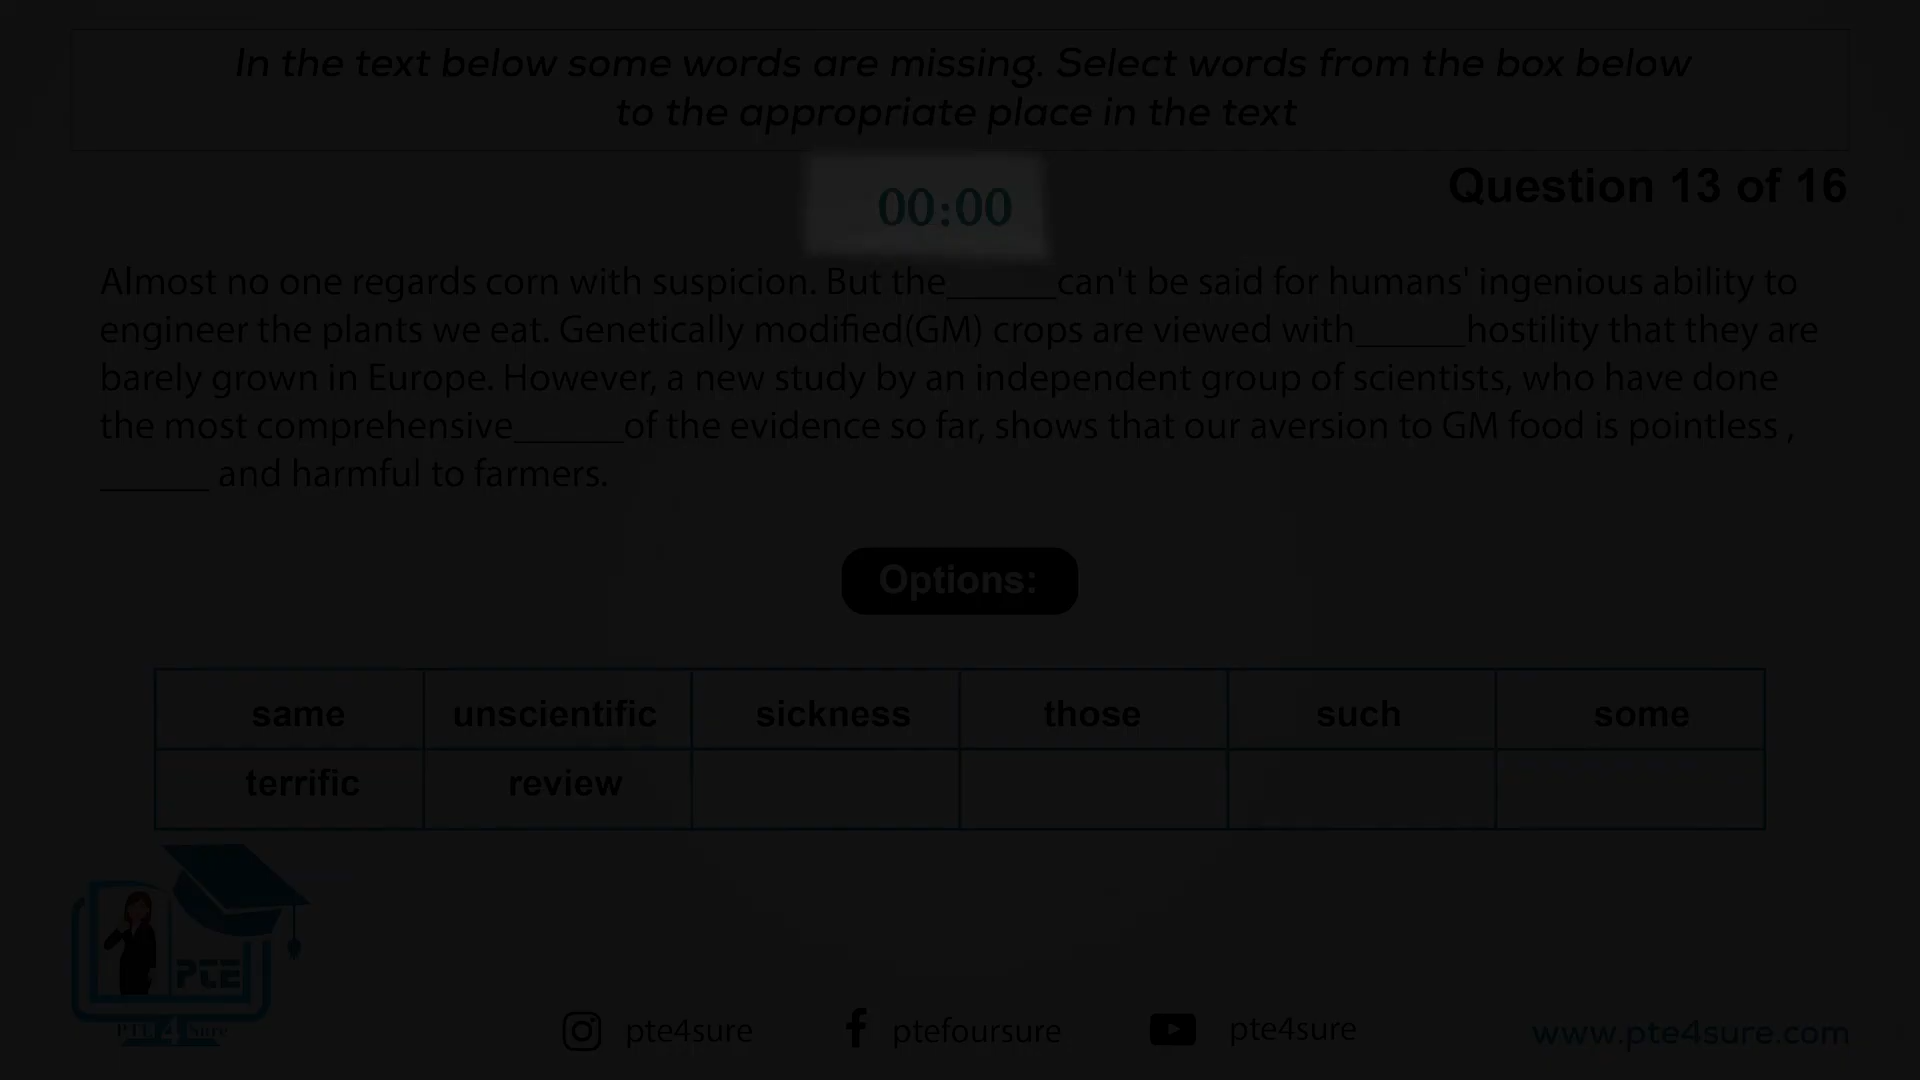 In the text below some words are missing. Select words from the box below
to the appropriate place in the text
00:00
Question 13 of 16
Almost no one regards corn with suspicion. But the______can't be said for humans' ingenious ability to
engineer the plants we eat. Genetically modified(GM) crops are viewed with______hostility that they are
barely grown in Europe. However, a new study by an independent group of scientists, who have done
the most comprehensive______of the evidence so far, shows that our aversion to GM food is pointless ,
______ and harmful to farmers.
Options:
same unscientific sickness those such some
terrific review
PTE
PTE 4 Sure
pte4sure ptefoursure pte4sure www.pte4sure.com